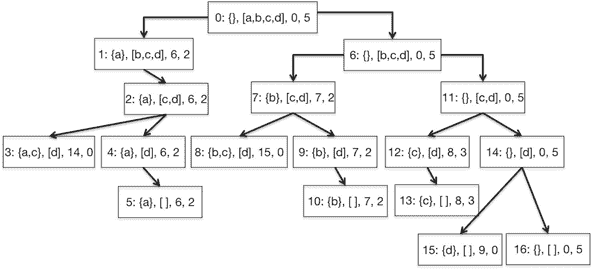 0: {}, [a,b,c,d], 0, 5
1: {a}, [b,c,d], 6, 2
6: {}, [b,c,d], 0, 5
2: {a}, [c,d], 6, 2
7: {b}, [c,d], 7, 2
11: {}, [c,d], 0, 5
3: {a,c}, [d], 14, 0
4: {a}, [d], 6, 2
8: {b,c}, [d], 15, 0
9: {b}, [d], 7, 2
12: {c}, [d], 8, 3
14: {}, [d], 0, 5
5: {a}, [ ], 6, 2
10: {b}, [ ], 7, 2
13: {c}, [ ], 8, 3
15: {d}, [ ], 9, 0
16: {}, [ ], 0, 5